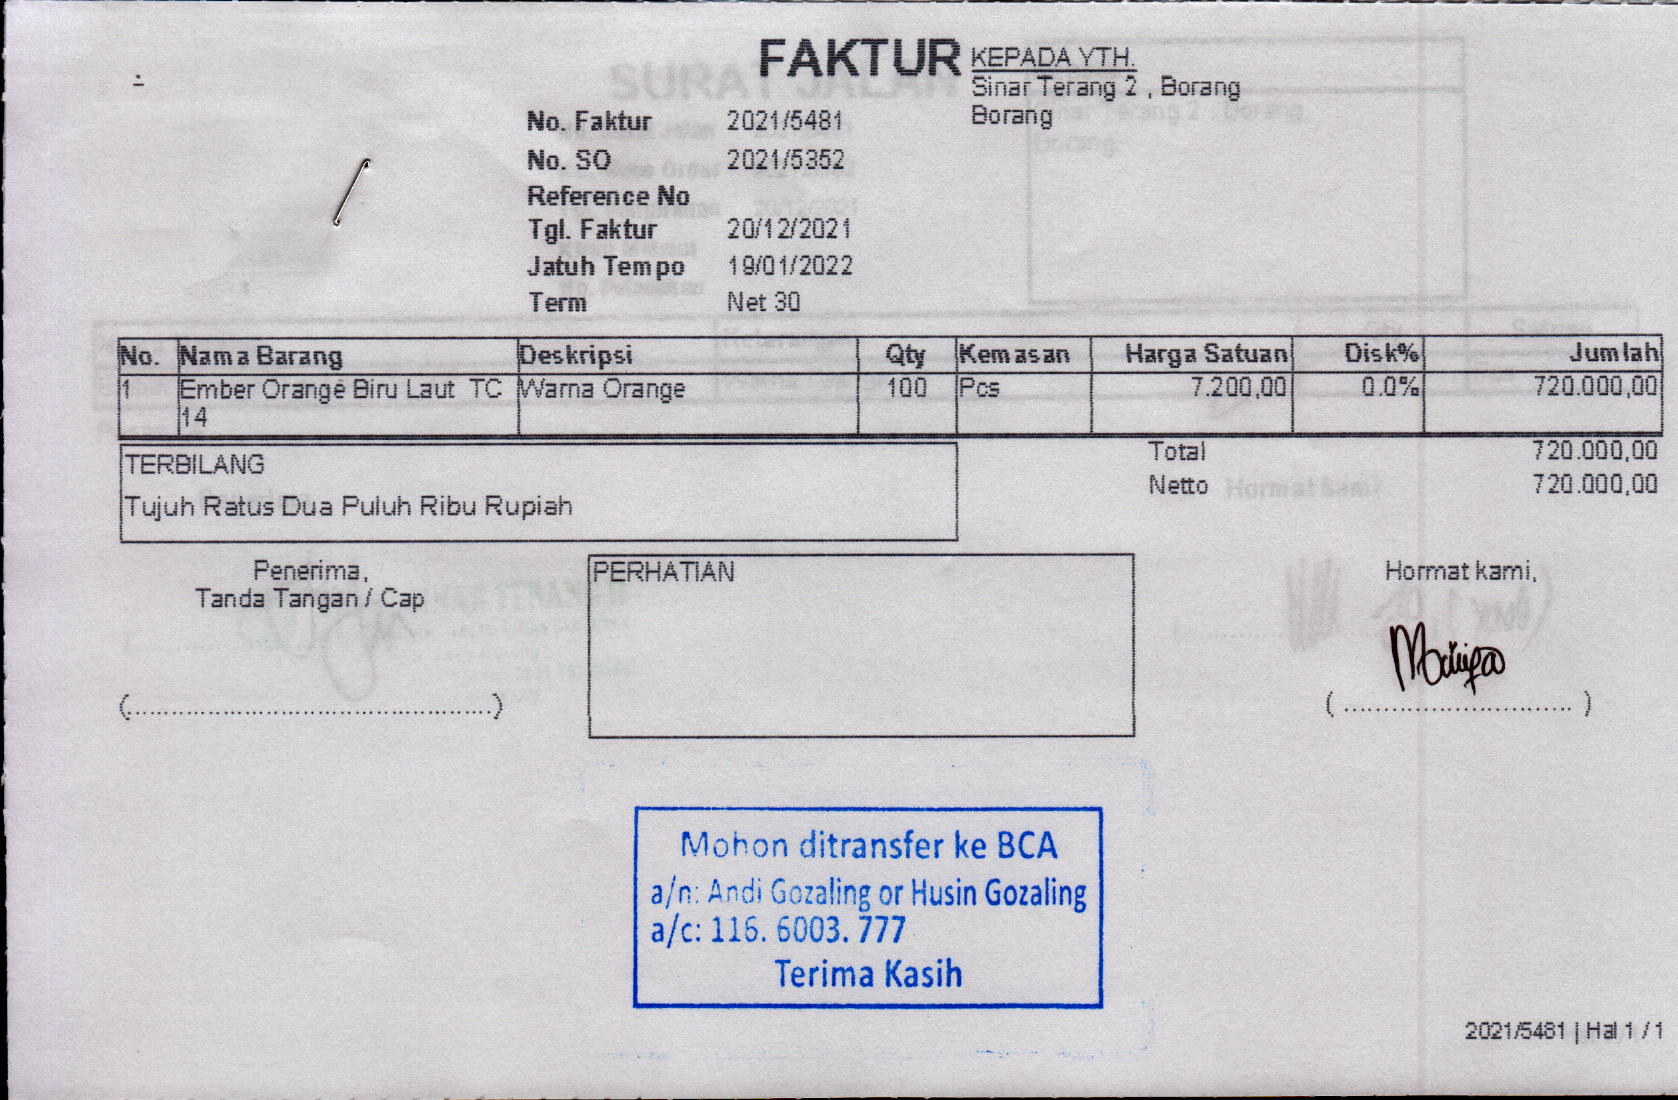 FAKTUR
KEPADA YTH.
Sinar Terang 2 , Borang
Borang
No. Faktur 2021/5481
No. SO 2021/5352
Reference No
Tgl. Faktur 20/12/2021
Jatuh Tempo 19/01/2022
Term Net 30
No. Nama Barang Deskripsi Qty Kemasan Harga Satuan Disk% Jumlah
1 Ember Orange Biru Laut TC Warna Orange 100 Pcs 7.200,00 0.0% 720.000,00
14
Total 720.000,00
Netto 720.000,00
TERBILANG
Tujuh Ratus Dua Puluh Ribu Rupiah
Penerima,
Tanda Tangan / Cap
(..................................................)
PERHATIAN
Hormat kami,
( ............................. )
Mohon ditransfer ke BCA
a/n: Andi Gozaling or Husin Gozaling
a/c: 116. 6003. 777
Terima Kasih
2021/5481 | Hal 1 / 1